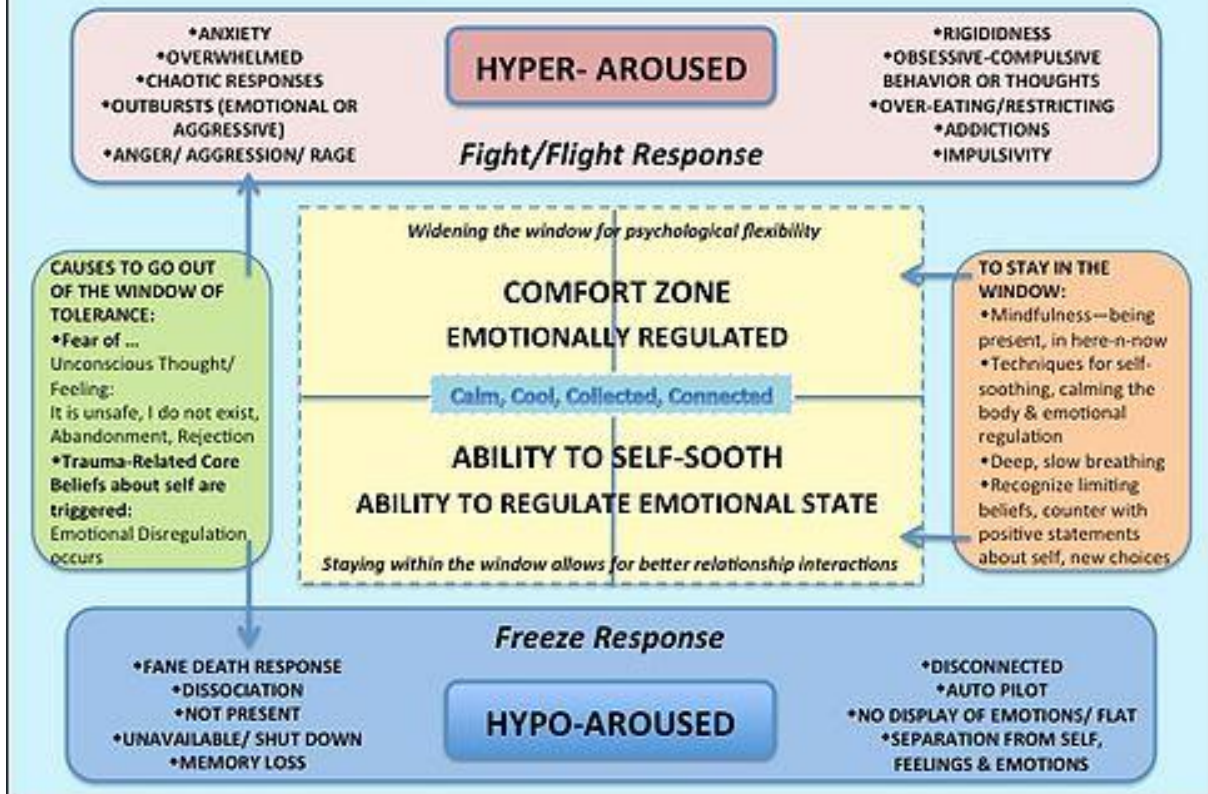 •ANXIETY
•OVERWHELMED
•CHAOTIC RESPONSES
•OUTBURSTS (EMOTIONAL OR
AGGRESSIVE)
•ANGER/ AGGRESSION/ RAGE
HYPER- AROUSED
Fight/Flight Response
•RIGIDIDNESS
•OBSESSIVE-COMPULSIVE
BEHAVIOR OR THOUGHTS
•OVER-EATING/RESTRICTING
•ADDICTIONS
•IMPULSIVITY
CAUSES TO GO OUT
OF THE WINDOW OF
TOLERANCE:
•Fear of ...
Unconscious Thought/
Feeling:
It is unsafe, I do not exist,
Abandonment, Rejection
•Trauma-Related Core
Beliefs about self are
triggered:
Emotional Disregulation
occurs
Widening the window for psychological flexibility
COMFORT ZONE
EMOTIONALLY REGULATED
Calm, Cool, Collected, Connected
ABILITY TO SELF-SOOTH
ABILITY TO REGULATE EMOTIONAL STATE
Staying within the window allows for better relationship interactions
TO STAY IN THE
WINDOW:
•Mindfulness—being
present, in here-n-now
•Techniques for self-
soothing, calming the
body & emotional
regulation
•Deep, slow breathing
•Recognize limiting
beliefs, counter with
positive statements
about self, new choices
Freeze Response
•FANE DEATH RESPONSE
•DISSOCIATION
•NOT PRESENT
•UNAVAILABLE/ SHUT DOWN
•MEMORY LOSS
HYPO-AROUSED
•DISCONNECTED
•AUTO PILOT
•NO DISPLAY OF EMOTIONS/ FLAT
•SEPARATION FROM SELF,
FEELINGS & EMOTIONS